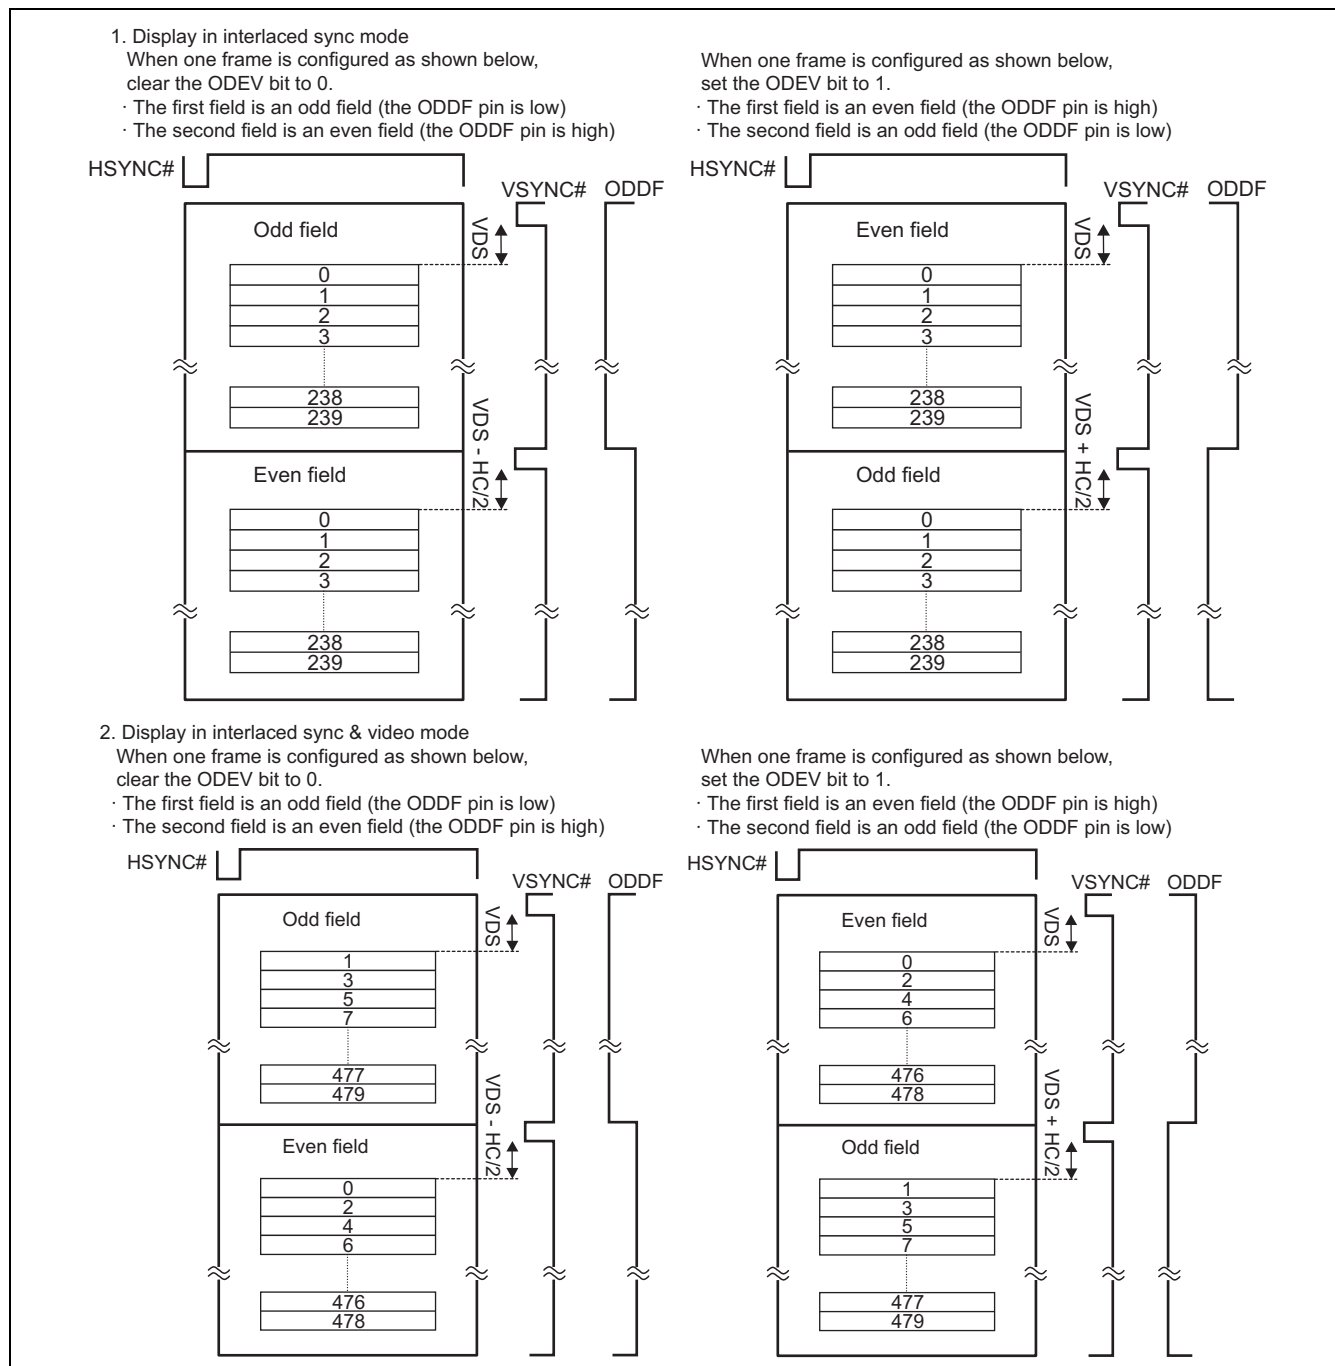 1. Display in interlaced sync mode
When one frame is configured as shown below,
clear the ODEV bit to 0.
· The first field is an odd field (the ODDF pin is low)
· The second field is an even field (the ODDF pin is high)
HSYNC#
VSYNC# ODDF
Odd field
VDS
0
1
2
3
238
239
VDS - HC/2
Even field
0
1
2
3
238
239
When one frame is configured as shown below,
set the ODEV bit to 1.
· The first field is an even field (the ODDF pin is high)
· The second field is an odd field (the ODDF pin is low)
HSYNC#
VSYNC# ODDF
Even field
VDS
0
1
2
3
238
239
VDS + HC/2
Odd field
0
1
2
3
238
239
2. Display in interlaced sync & video mode
When one frame is configured as shown below,
clear the ODEV bit to 0.
· The first field is an odd field (the ODDF pin is low)
· The second field is an even field (the ODDF pin is high)
HSYNC#
VSYNC# ODDF
Odd field
VDS
1
3
5
7
477
479
VDS - HC/2
Even field
0
2
4
6
476
478
When one frame is configured as shown below,
set the ODEV bit to 1.
· The first field is an even field (the ODDF pin is high)
· The second field is an odd field (the ODDF pin is low)
HSYNC#
VSYNC# ODDF
Even field
VDS
0
2
4
6
476
478
VDS + HC/2
Odd field
1
3
5
7
477
479